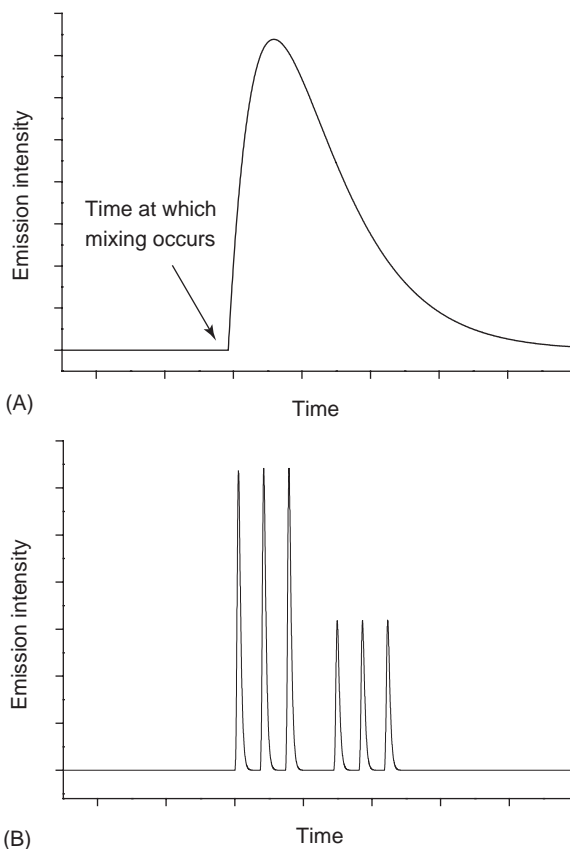 Emission intensity
Time at which
mixing occurs
(A)
Time
Emission intensity
(B)
Time